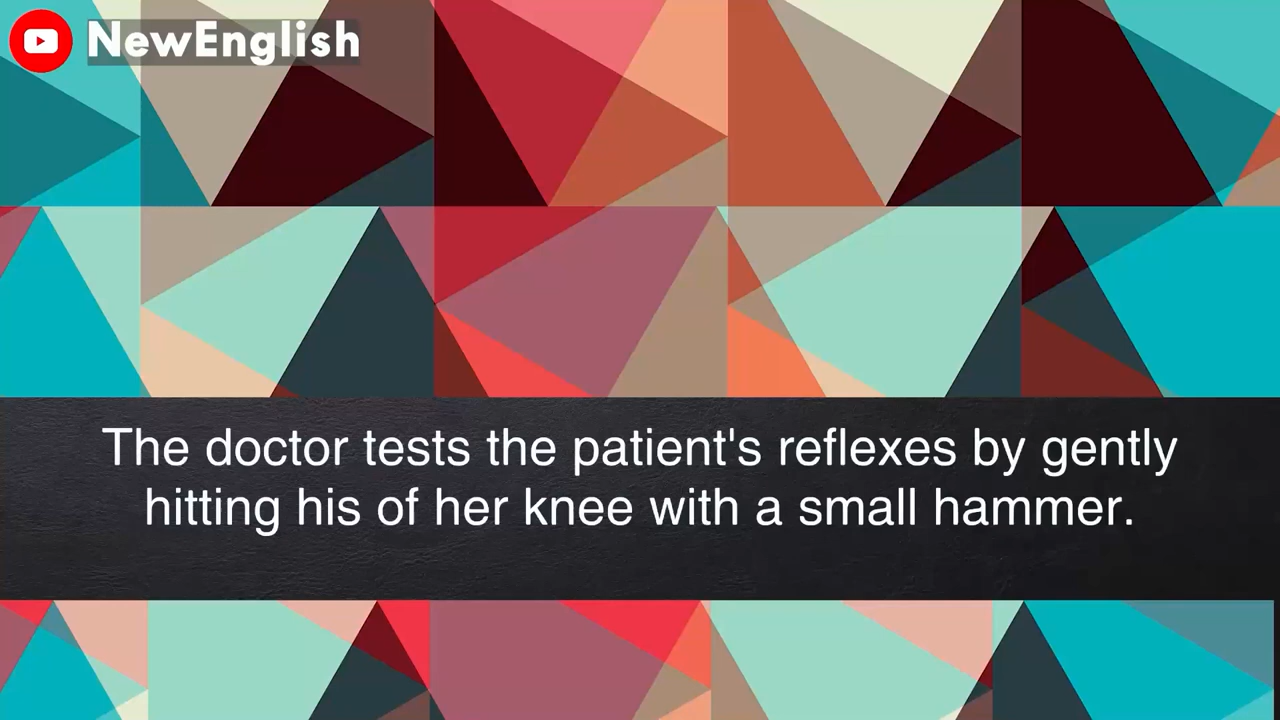 NewEnglish
The doctor tests the patient's reflexes by gently
hitting his of her knee with a small hammer.